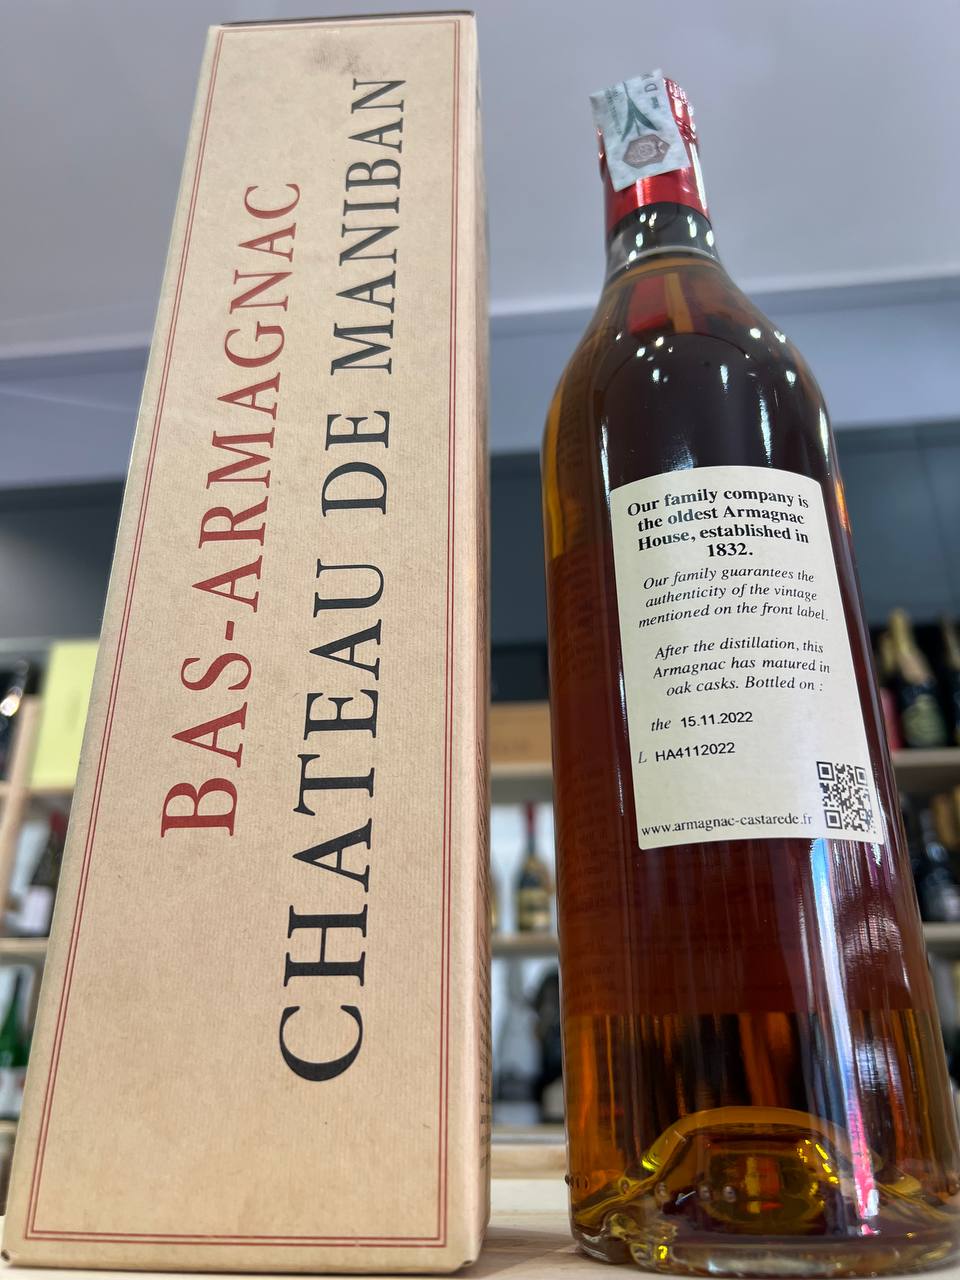 BAS-ARMAGNAC
CHATEAU DE MANIBAN
Our family company is
the oldest Armagnac
House, established in
1832.
Our family guarantees the
authenticity of the vintage
mentioned on the front label.
After the distillation, this
Armagnac has matured in
oak casks. Bottled on :
the 15.11.2022
L HA4112022
www.armagnac-castarede.fr